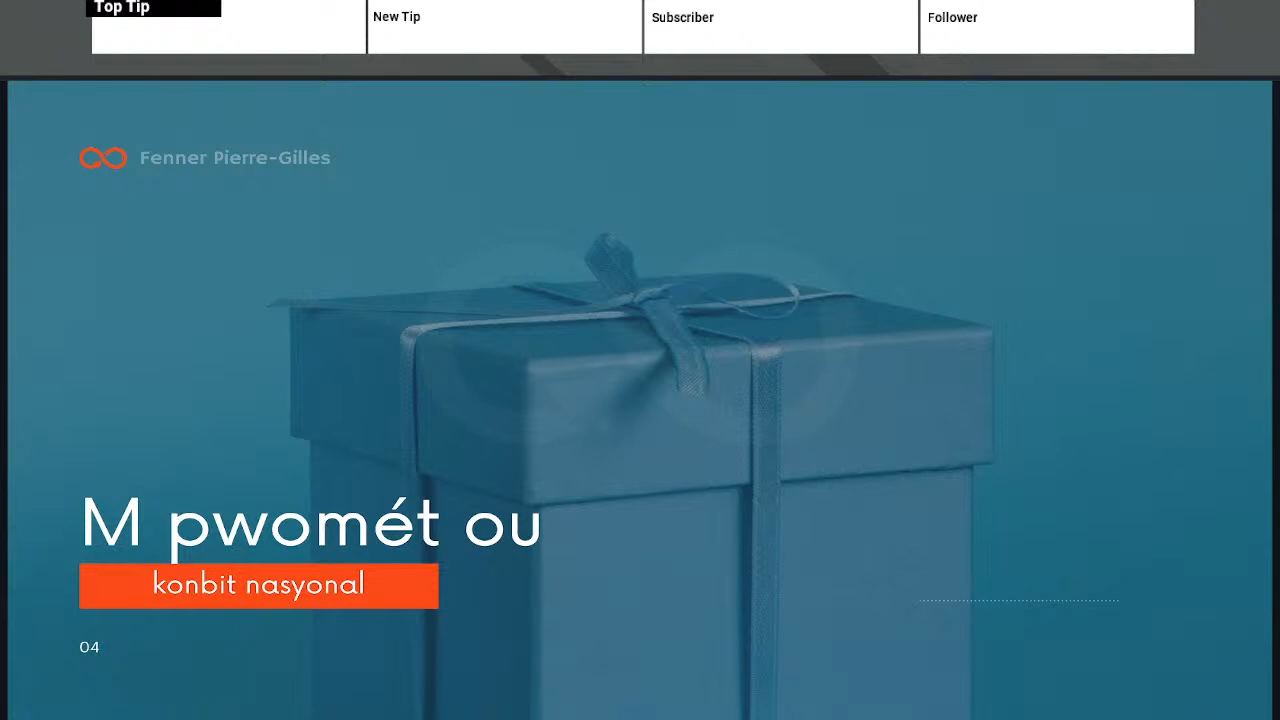 Top Tip
New Tip
Subscriber
Follower
Fenner Pierre-Gilles
M pwomét ou
konbit nasyonal
04